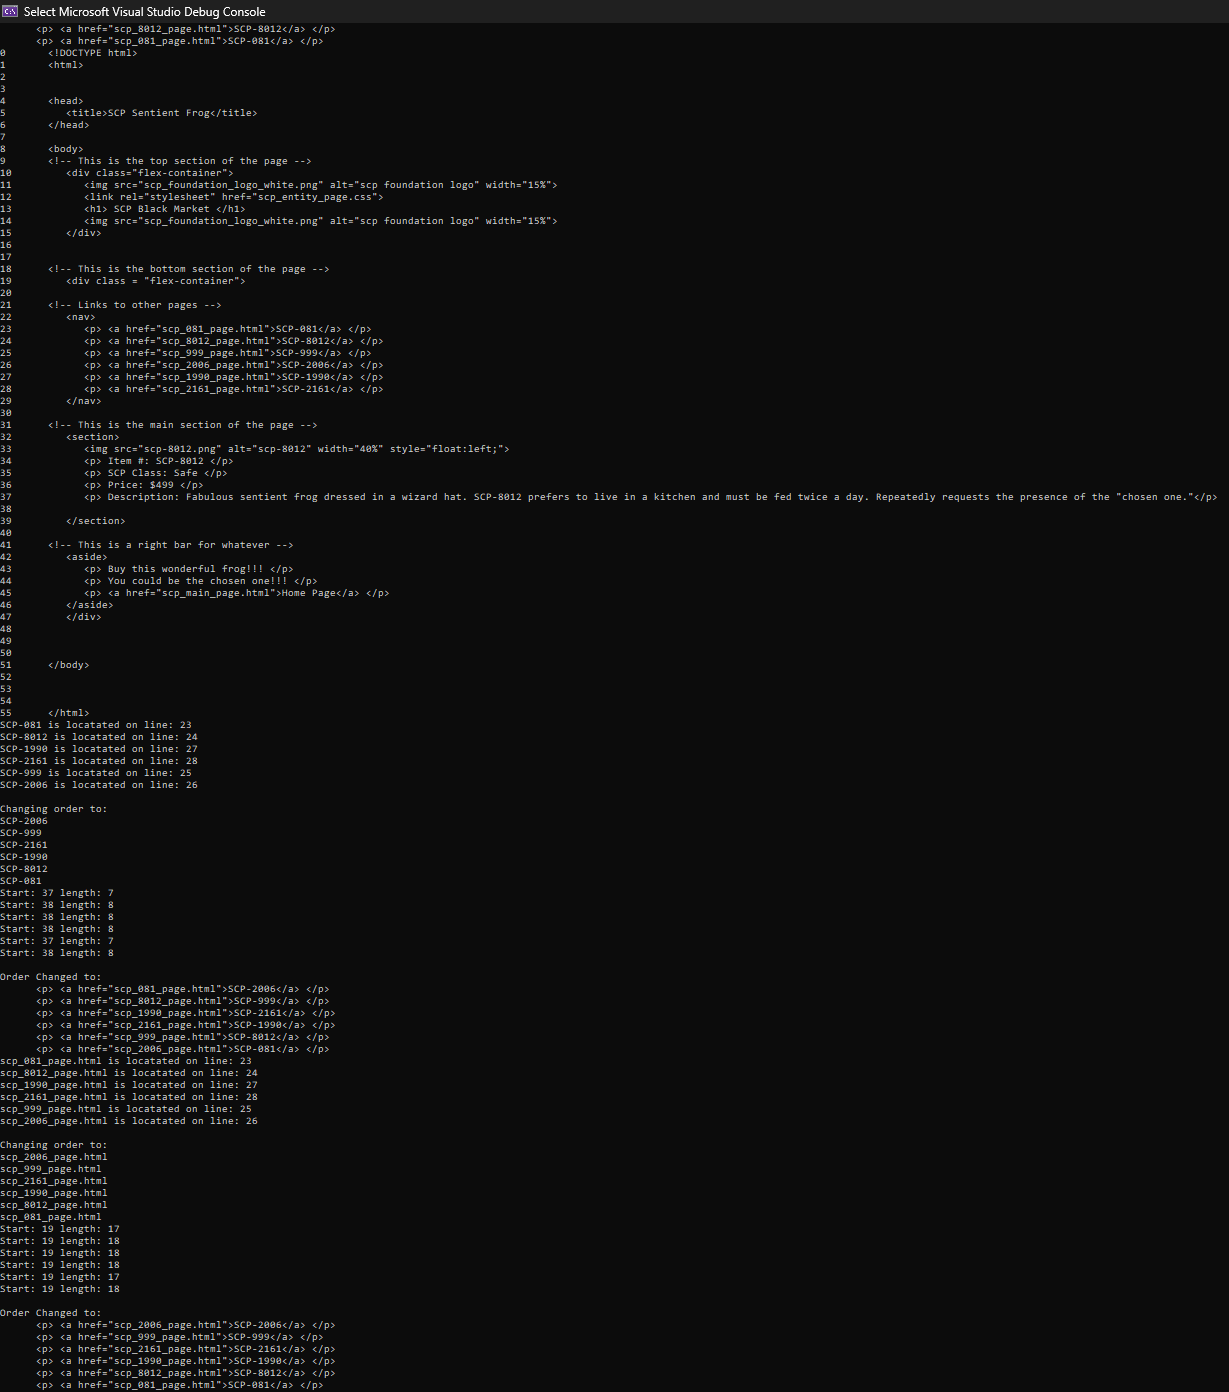 Select Microsoft Visual Studio Debug Console
<p> <a href="scp_8012_page.html">SCP-8012</a> </p>
<p> <a href="scp_081_page.html">SCP-081</a> </p>
0 <!DOCTYPE html>
1 <html>
2
3
4 <head>
5 <title>SCP Sentient Frog</title>
6 </head>
7
8 <body>
9 <!-- This is the top section of the page -->
10 <div class="flex-container">
11 <img src="scp_foundation_logo_white.png" alt="scp foundation logo" width="15%">
12 <link rel="stylesheet" href="scp_entity_page.css">
13 <h1> SCP Black Market </h1>
14 <img src="scp_foundation_logo_white.png" alt="scp foundation logo" width="15%">
15 </div>
16
17
18 <!-- This is the bottom section of the page -->
19 <div class = "flex-container">
20
21 <!-- Links to other pages -->
22 <nav>
23 <p> <a href="scp_081_page.html">SCP-081</a> </p>
24 <p> <a href="scp_8012_page.html">SCP-8012</a> </p>
25 <p> <a href="scp_999_page.html">SCP-999</a> </p>
26 <p> <a href="scp_2006_page.html">SCP-2006</a> </p>
27 <p> <a href="scp_1990_page.html">SCP-1990</a> </p>
28 <p> <a href="scp_2161_page.html">SCP-2161</a> </p>
29 </nav>
30
31 <!-- This is the main section of the page -->
32 <section>
33 <img src="scp-8012.png" alt="scp-8012" width="40%" style="float:left;">
34 <p> Item #: SCP-8012 </p>
35 <p> SCP Class: Safe </p>
36 <p> Price: $499 </p>
37 <p> Description: Fabulous sentient frog dressed in a wizard hat. SCP-8012 prefers to live in a kitchen and must be fed twice a day. Repeatedly requests the presence of the "chosen one."</p>
38
39 </section>
40
41 <!-- This is a right bar for whatever -->
42 <aside>
43 <p> Buy this wonderful frog!!! </p>
44 <p> You could be the chosen one!!! </p>
45 <p> <a href="scp_main_page.html">Home Page</a> </p>
46 </aside>
47 </div>
48
49
50
51 </body>
52
53
54
55 </html>
SCP-081 is locatated on line: 23
SCP-8012 is locatated on line: 24
SCP-1990 is locatated on line: 27
SCP-2161 is locatated on line: 28
SCP-999 is locatated on line: 25
SCP-2006 is locatated on line: 26
Changing order to:
SCP-2006
SCP-999
SCP-2161
SCP-1990
SCP-8012
SCP-081
Start: 37 length: 7
Start: 38 length: 8
Start: 38 length: 8
Start: 38 length: 8
Start: 37 length: 7
Start: 38 length: 8
Order Changed to:
<p> <a href="scp_081_page.html">SCP-2006</a> </p>
<p> <a href="scp_8012_page.html">SCP-999</a> </p>
<p> <a href="scp_1990_page.html">SCP-2161</a> </p>
<p> <a href="scp_2161_page.html">SCP-1990</a> </p>
<p> <a href="scp_999_page.html">SCP-8012</a> </p>
<p> <a href="scp_2006_page.html">SCP-081</a> </p>
scp_081_page.html is locatated on line: 23
scp_8012_page.html is locatated on line: 24
scp_1990_page.html is locatated on line: 27
scp_2161_page.html is locatated on line: 28
scp_999_page.html is locatated on line: 25
scp_2006_page.html is locatated on line: 26
Changing order to:
scp_2006_page.html
scp_999_page.html
scp_2161_page.html
scp_1990_page.html
scp_8012_page.html
scp_081_page.html
Start: 19 length: 17
Start: 19 length: 18
Start: 19 length: 18
Start: 19 length: 18
Start: 19 length: 17
Start: 19 length: 18
Order Changed to:
<p> <a href="scp_2006_page.html">SCP-2006</a> </p>
<p> <a href="scp_999_page.html">SCP-999</a> </p>
<p> <a href="scp_2161_page.html">SCP-2161</a> </p>
<p> <a href="scp_1990_page.html">SCP-1990</a> </p>
<p> <a href="scp_8012_page.html">SCP-8012</a> </p>
<p> <a href="scp_081_page.html">SCP-081</a> </p>